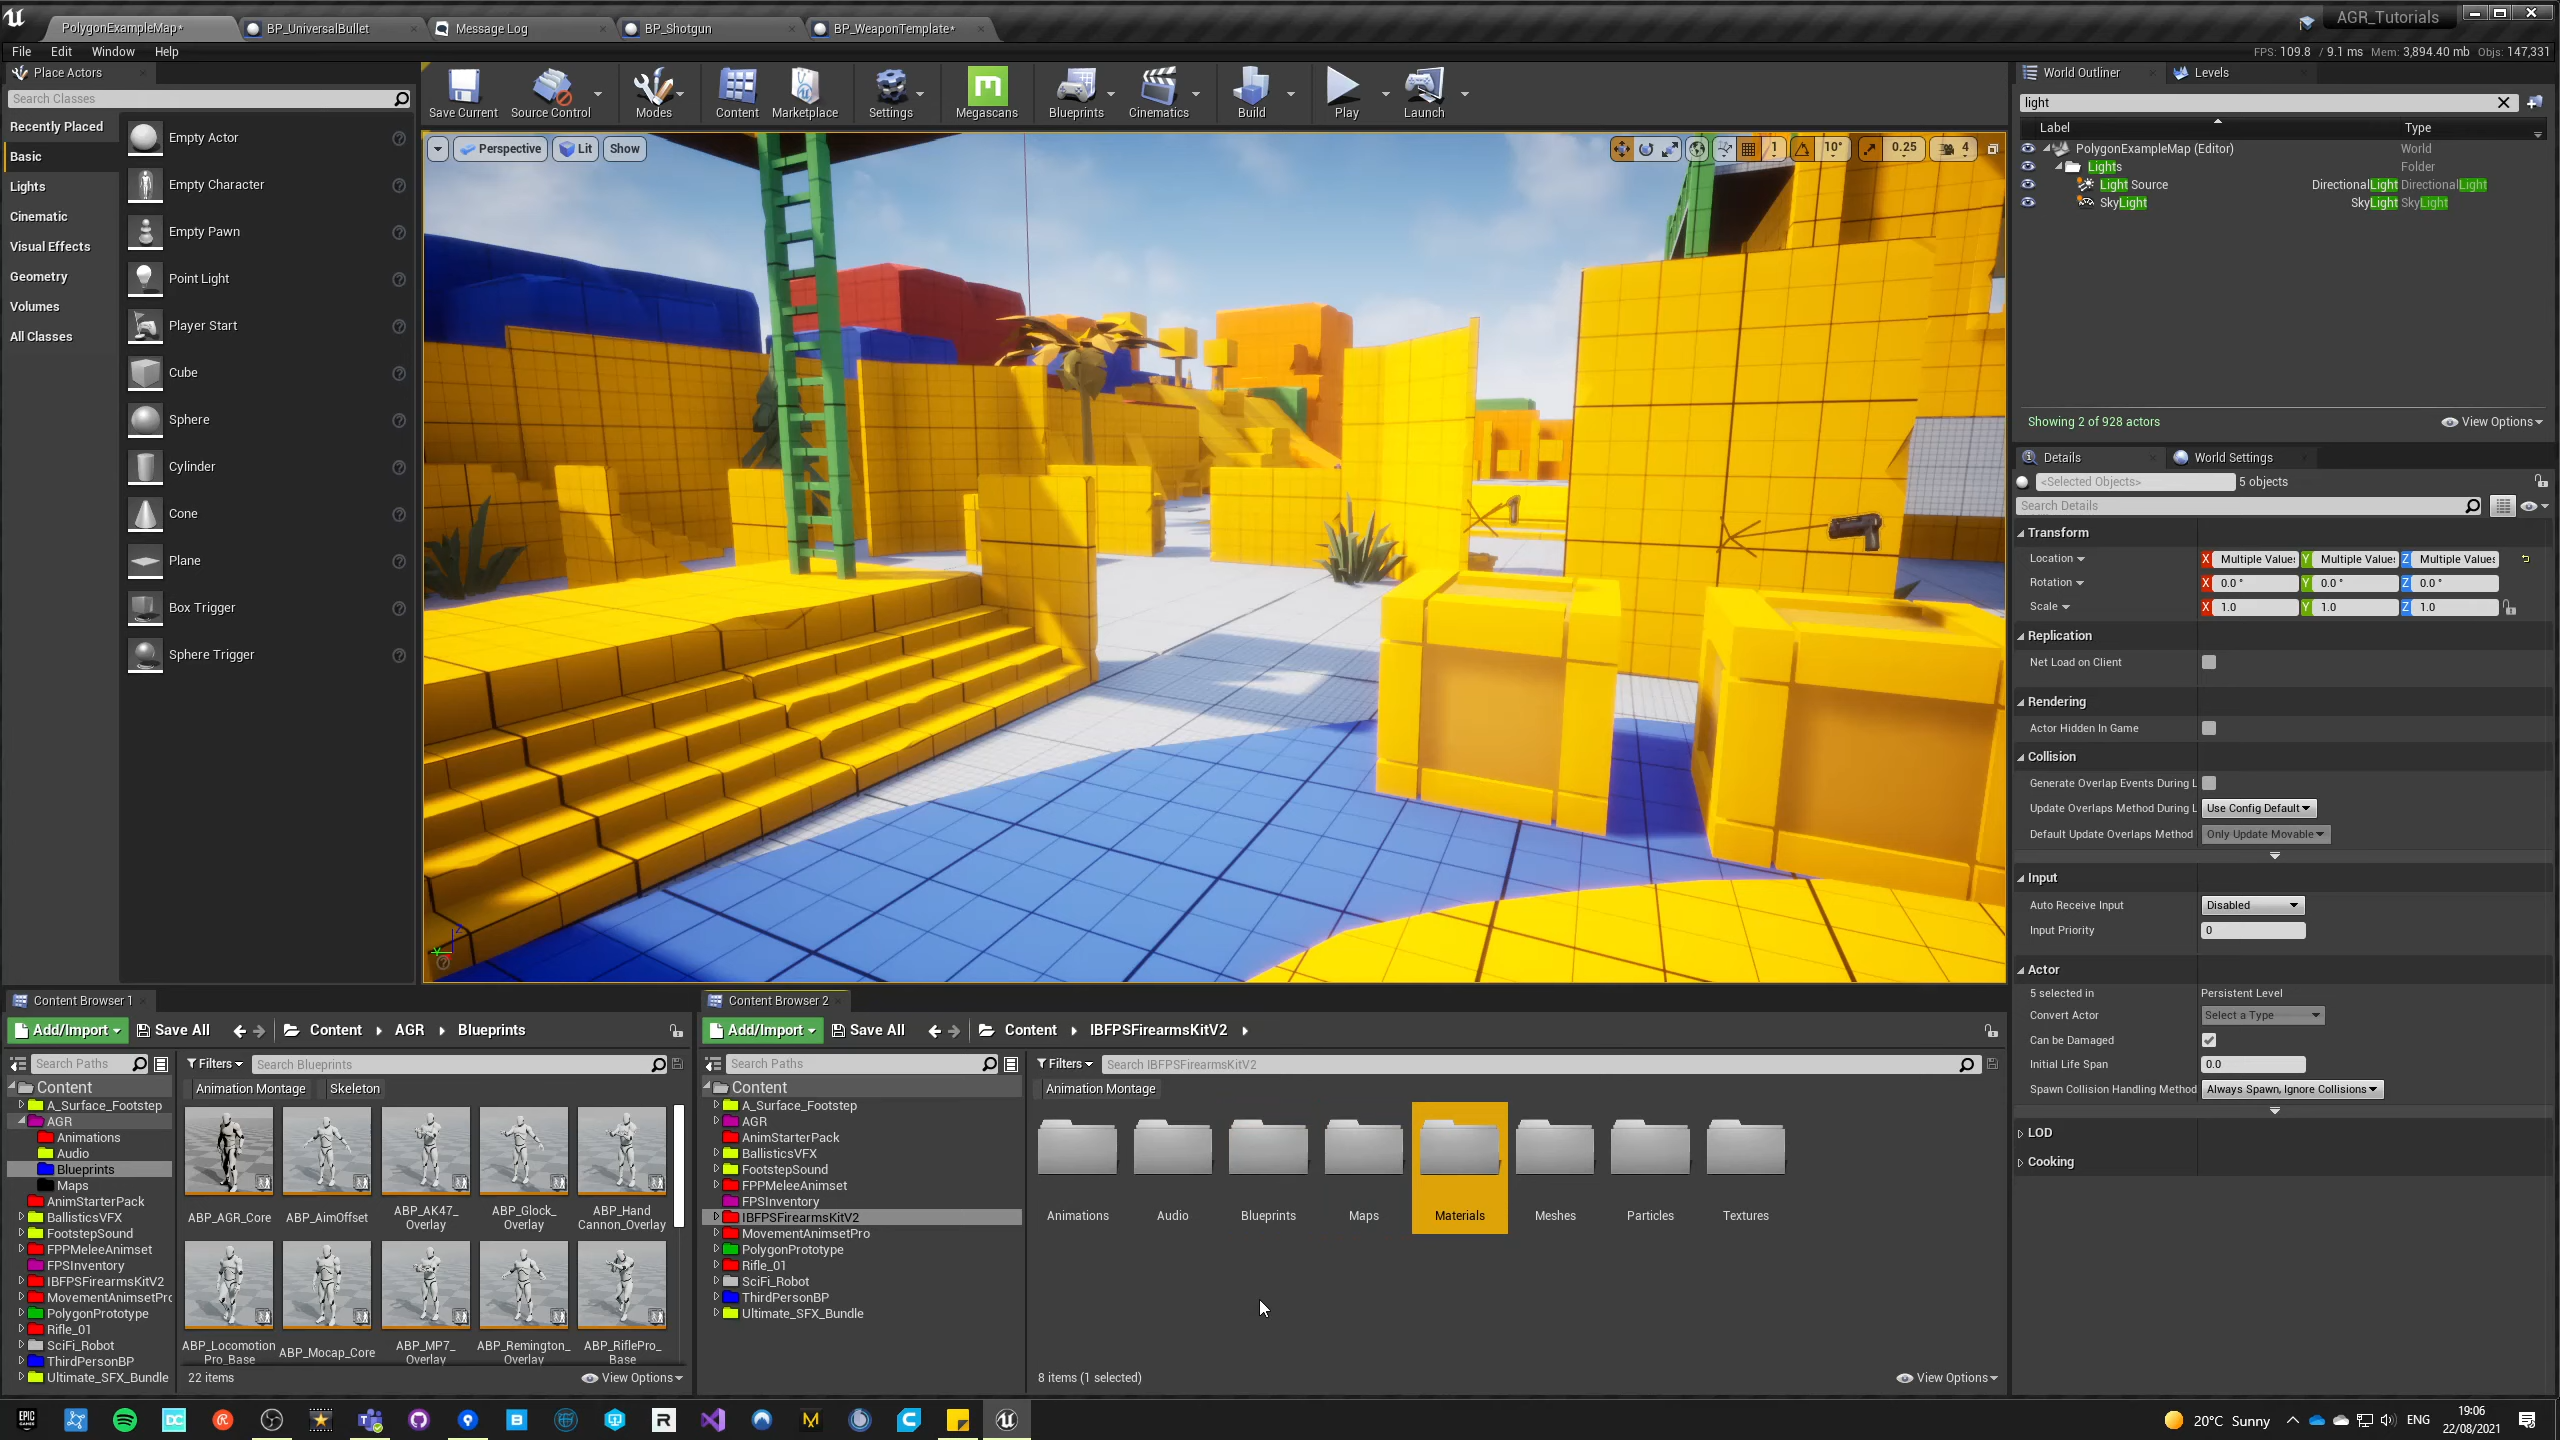 PolygonExampleMap*
BP_UniversalBullet
Message Log
BP_Shotgun
BP_WeaponTemplate*
AGR_Tutorials
File
Edit
Window
Help
FPS: 109.8 / 9.1 ms Mem: 3,894.40 mb Objs: 147,331
Place Actors
Search Classes
Recently Placed
Basic
Lights
Cinematic
Visual Effects
Geometry
Volumes
All Classes
Empty Actor
Empty Character
Empty Pawn
Point Light
Player Start
Cube
Sphere
Cylinder
Cone
Plane
Box Trigger
Sphere Trigger
Save Current
Source Control
Modes
Content
Marketplace
Settings
Megascans
Blueprints
Cinematics
Build
Play
Launch
Perspective
Lit
Show
1
10°
0.25
4
World Outliner
Levels
light
Label
Type
PolygonExampleMap (Editor)
World
Lights
Folder
Light Source
DirectionalLight DirectionalLight
SkyLight
SkyLight SkyLight
Showing 2 of 928 actors
View Options
Details
World Settings
<Selected Objects>
5 objects
Search Details
Transform
Location
X Multiple Values Y Multiple Values Z Multiple Values
Rotation
X 0.0 ° Y 0.0 ° Z 0.0 °
Scale
X 1.0 Y 1.0 Z 1.0
Replication
Net Load on Client
Rendering
Actor Hidden In Game
Collision
Generate Overlap Events During L
Update Overlaps Method During L
Use Config Default
Default Update Overlaps Method
Only Update Movable
Input
Auto Receive Input
Disabled
Input Priority
0
Actor
5 selected in
Persistent Level
Convert Actor
Select a Type
Can be Damaged
Initial Life Span
0.0
Spawn Collision Handling Method
Always Spawn, Ignore Collisions
LOD
Cooking
Content Browser 1
Add/Import
Save All
Content
AGR
Blueprints
Search Paths
Filters
Search Blueprints
Animation Montage
Skeleton
Content
A_Surface_Footstep
AGR
Animations
Audio
Blueprints
Maps
AnimStarterPack
BallisticsVFX
FootstepSound
FPPMeleeAnimset
FPSInventory
IBFPSFirearmsKitV2
MovementAnimsetPro
PolygonPrototype
Rifle_01
SciFi_Robot
ThirdPersonBP
Ultimate_SFX_Bundle
ABP_AGR_Core
ABP_AimOffset
ABP_AK47_
Overlay
ABP_Glock_
Overlay
ABP_Hand
Cannon_Overlay
ABP_Locomotion
Pro_Base
ABP_Mocap_Core
ABP_MP7_
Overlay
ABP_Remington_
Overlay
ABP_RiflePro_
Base
22 items
View Options
Content Browser 2
Add/Import
Save All
Content
IBFPSFirearmsKitV2
Search Paths
Filters
Search IBFPSFirearmsKitV2
Animation Montage
Content
A_Surface_Footstep
AGR
AnimStarterPack
BallisticsVFX
FootstepSound
FPPMeleeAnimset
FPSInventory
IBFPSFirearmsKitV2
MovementAnimsetPro
PolygonPrototype
Rifle_01
SciFi_Robot
ThirdPersonBP
Ultimate_SFX_Bundle
Animations
Audio
Blueprints
Maps
Materials
Meshes
Particles
Textures
8 items (1 selected)
View Options
20°C Sunny
ENG
19:06
22/08/2021